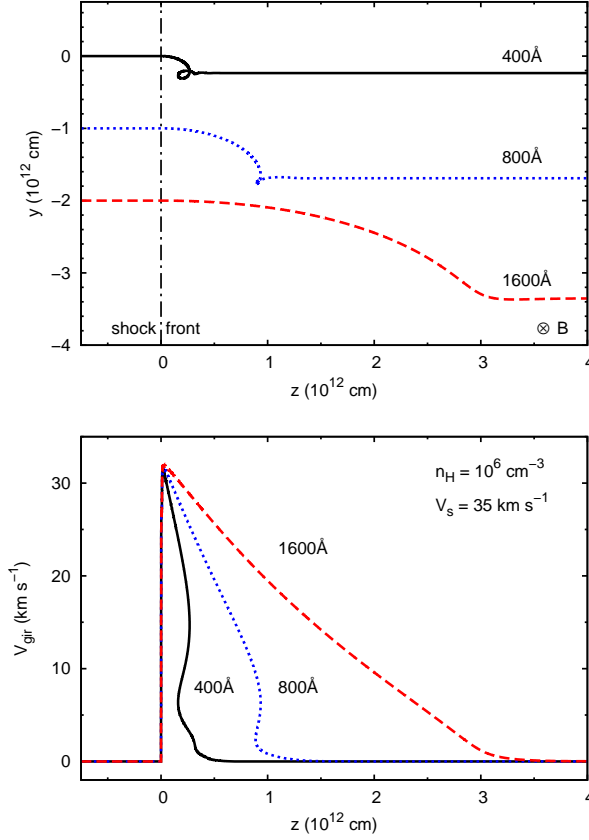 0
−1
−2
−3
−4
y (10^12 cm)
400Å
800Å
1600Å
shock front
⊗ B
0
1
2
3
4
z (10^12 cm)
30
20
10
0
V_gir (km s^−1)
n_H = 10^6 cm^−3
V_s = 35 km s^−1
1600Å
400Å
800Å
0
1
2
3
4
z (10^12 cm)